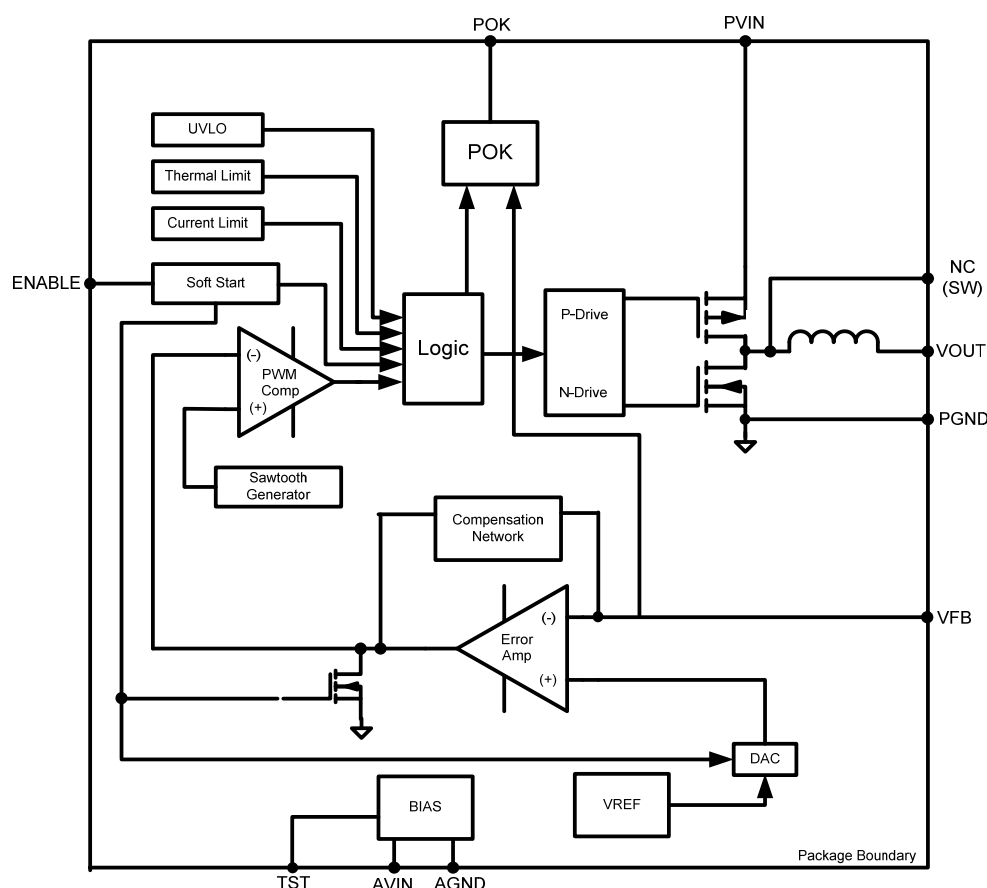 POK
PVIN
UVLO
POK
Thermal Limit
Current Limit
ENABLE
Soft Start
NC
(SW)
P-Drive
Logic
(-)
PWM
Comp
(+)
VOUT
N-Drive
PGND
Sawtooth
Generator
Compensation
Network
(-)
VFB
Error
Amp
(+)
DAC
BIAS
VREF
Package Boundary
TST
AVIN
AGND